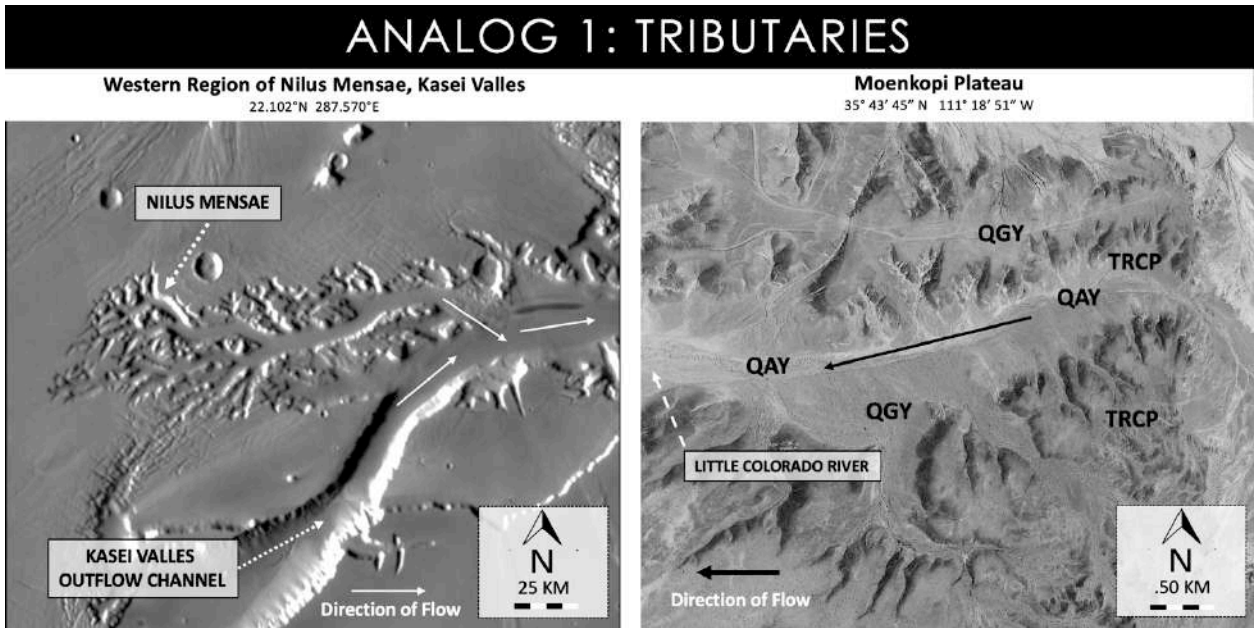 ANALOG 1: TRIBUTARIES
Western Region of Nilus Mensae, Kasei Valles
22.102°N 287.570°E
NILUS MENSAE
KASEI VALLES
OUTFLOW CHANNEL
Direction of Flow
N
25 KM
Moenkopi Plateau
35° 43' 45" N 111° 18' 51" W
QGY
TRCP
QAY
QAY
QGY
TRCP
LITTLE COLORADO RIVER
Direction of Flow
N
.50 KM